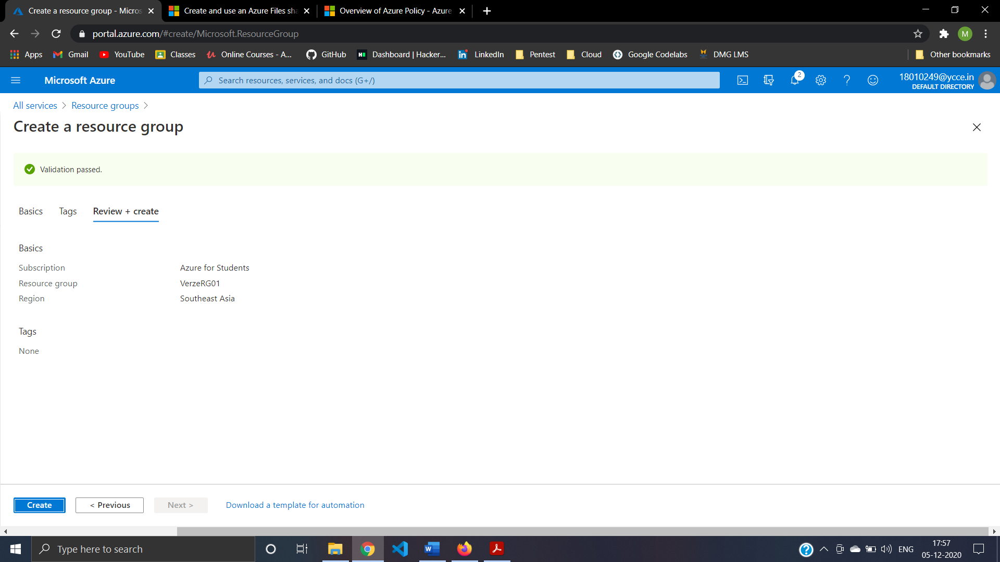 Create a resource group - Micros
Create and use an Azure Files sha
Overview of Azure Policy - Azure
portal.azure.com/#create/Microsoft.ResourceGroup
M
Apps
Gmail
YouTube
Classes
Online Courses - A...
GitHub
Dashboard | Hacker...
LinkedIn
Pentest
Cloud
Google Codelabs
DMG LMS
Other bookmarks
Microsoft Azure
Search resources, services, and docs (G+/)
2
18010249@ycce.in
DEFAULT DIRECTORY
All services > Resource groups >
Create a resource group
Validation passed.
Basics
Tags
Review + create
Basics
Subscription Azure for Students
Resource group VerzeRG01
Region Southeast Asia
Tags
None
Create
< Previous
Next >
Download a template for automation
Type here to search
ENG
17:57
05-12-2020